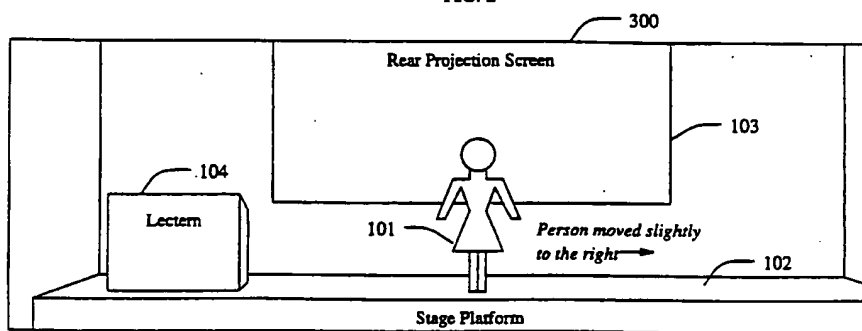 300
Rear Projection Screen
103
104
Lectern
101
Person moved slightly
to the right
102
Stage Platform